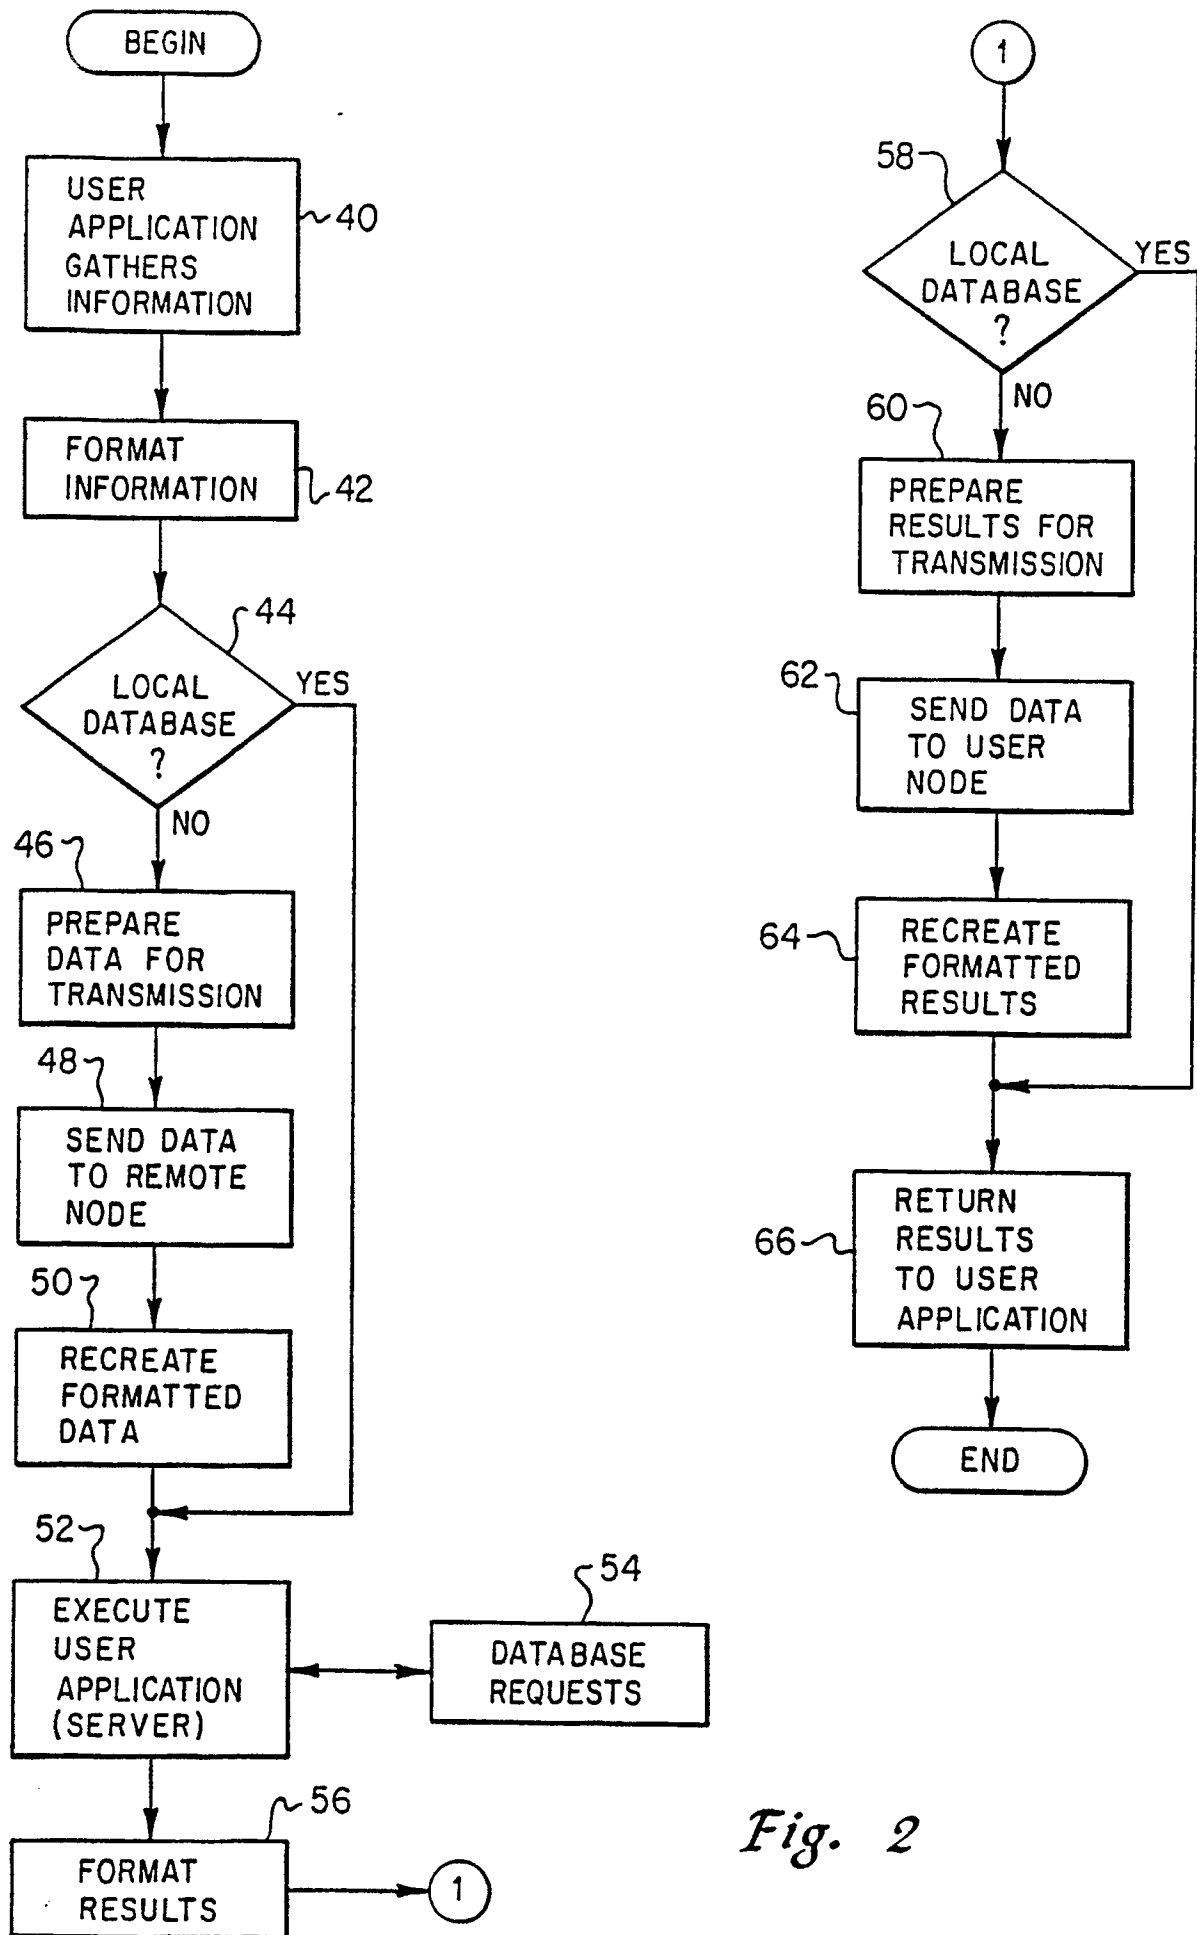 BEGIN
USER
APPLICATION
GATHERS
INFORMATION
40
FORMAT
INFORMATION
42
44
LOCAL
DATABASE
?
YES
NO
46
PREPARE
DATA FOR
TRANSMISSION
48
SEND DATA
TO REMOTE
NODE
50
RECREATE
FORMATTED
DATA
52
EXECUTE
USER
APPLICATION
(SERVER)
54
DATABASE
REQUESTS
56
FORMAT
RESULTS
1
1
58
LOCAL
DATABASE
?
YES
NO
60
PREPARE
RESULTS FOR
TRANSMISSION
62
SEND DATA
TO USER
NODE
64
RECREATE
FORMATTED
RESULTS
66
RETURN
RESULTS
TO USER
APPLICATION
END
Fig. 2